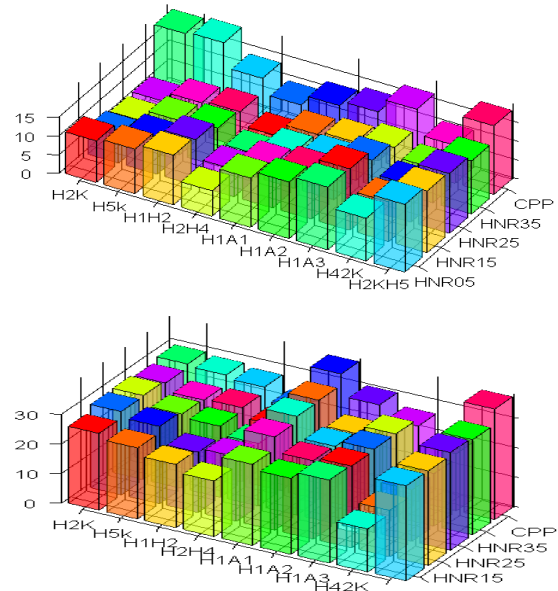 15
10
5
0
H2K
H5k
H1H2
H2H4
H1A1
H1A2
H1A3
H42K
H2KH5
HNR05
HNR15
HNR25
HNR35
CPP
30
20
10
0
H2K
H5k
H1H2
H2H4
H1A1
H1A2
H1A3
H42K
HNR15
HNR25
HNR35
CPP